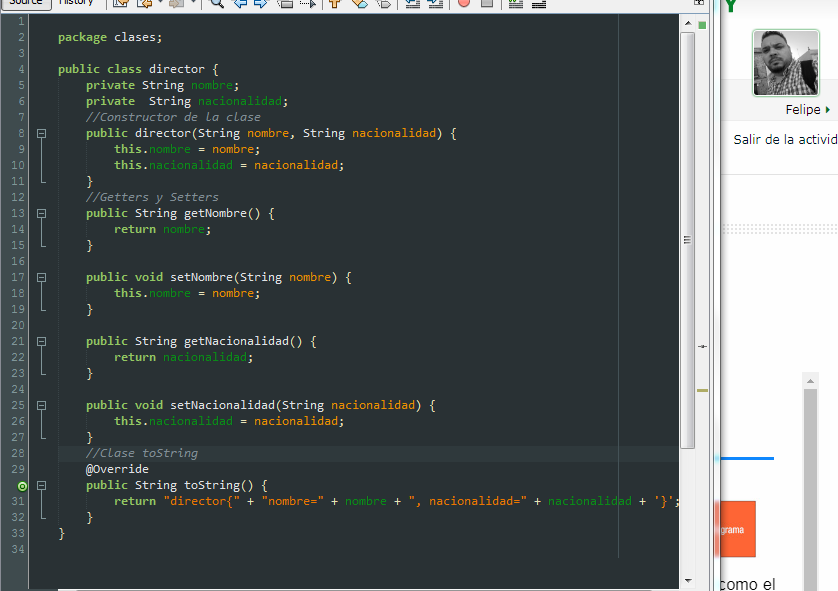 Source History
1
2 package clases;
3
4 public class director {
5 private String nombre;
6 private  String nacionalidad;
7 //Constructor de la clase
8 public director(String nombre, String nacionalidad) {
9 this.nombre = nombre;
10 this.nacionalidad = nacionalidad;
11 }
12 //Getters y Setters
13 public String getNombre() {
14 return nombre;
15 }
16
17 public void setNombre(String nombre) {
18 this.nombre = nombre;
19 }
20
21 public String getNacionalidad() {
22 return nacionalidad;
23 }
24
25 public void setNacionalidad(String nacionalidad) {
26 this.nacionalidad = nacionalidad;
27 }
28 //Clase toString
29 @Override
public String toString() {
31 return "director{" + "nombre=" + nombre + ", nacionalidad=" + nacionalidad + '}';
32 }
33 }
34
Y
Felipe
Salir de la activid
grama
como el